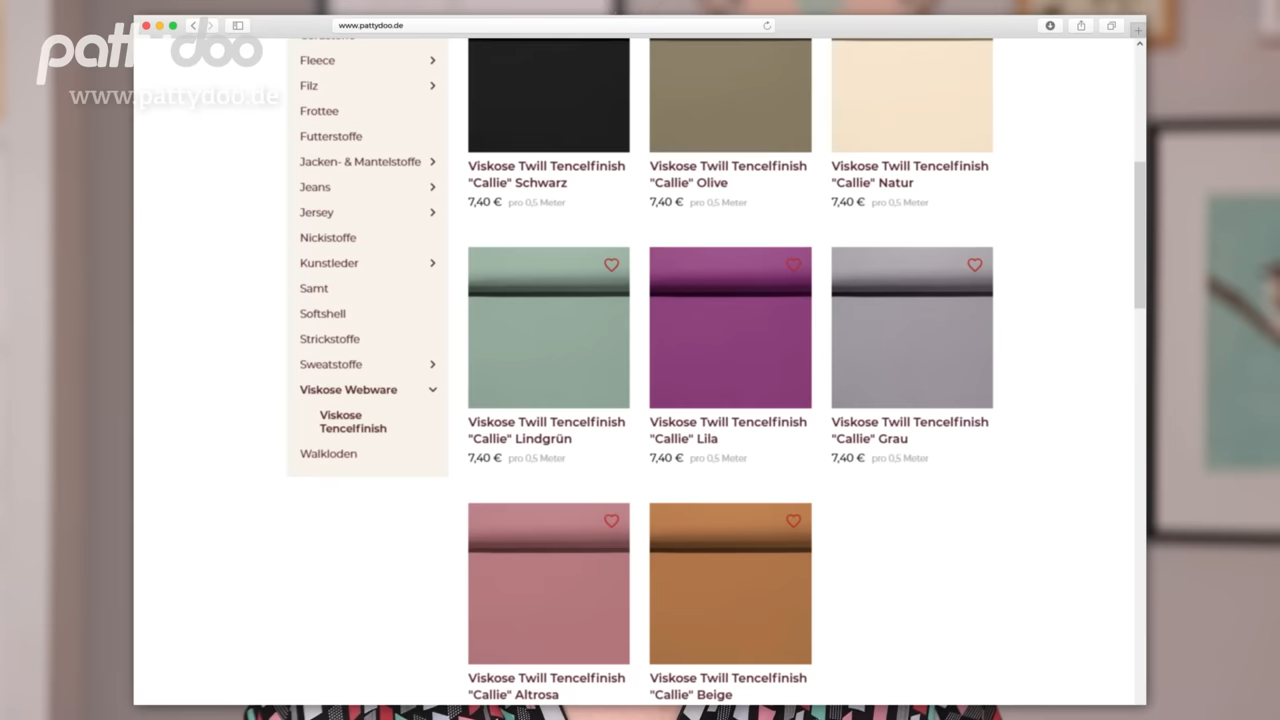 pattydoo
www.pattydoo.de
www.pattydoo.de
Fleece
Filz
Frottee
Futterstoffe
Jacken- & Mantelstoffe
Jeans
Jersey
Nickistoffe
Kunstleder
Samt
Softshell
Strickstoffe
Sweatstoffe
Viskose Webware
Viskose
Tencelfinish
Walkloden
Viskose Twill Tencelfinish
"Callie" Schwarz
7,40 € pro 0,5 Meter
Viskose Twill Tencelfinish
"Callie" Olive
7,40 € pro 0,5 Meter
Viskose Twill Tencelfinish
"Callie" Natur
7,40 € pro 0,5 Meter
Viskose Twill Tencelfinish
"Callie" Lindgrün
7,40 € pro 0,5 Meter
Viskose Twill Tencelfinish
"Callie" Lila
7,40 € pro 0,5 Meter
Viskose Twill Tencelfinish
"Callie" Grau
7,40 € pro 0,5 Meter
Viskose Twill Tencelfinish
"Callie" Altrosa
Viskose Twill Tencelfinish
"Callie" Beige